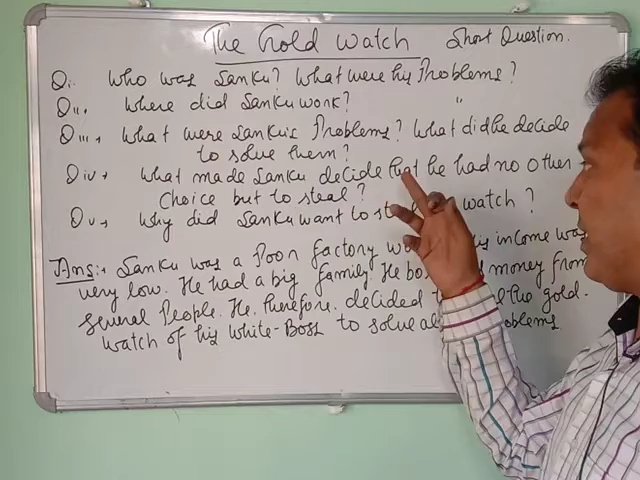 The Gold Watch Short Question.
Qi. Who was Sanku? What were his Problems?
Qii. Where did Sanku work? "
Qiii. What were Sanku's Problems? What did he decide
to solve them?
Qiv. What made Sanku decide that he had no other
choice but to steal?
Qv. Why did Sanku want to watch?
Ans:- Sanku was a Poor factory income was
very low. He had a big family. He money from
several People. He, therefore, decided the gold-
watch of his white-Boss to solve